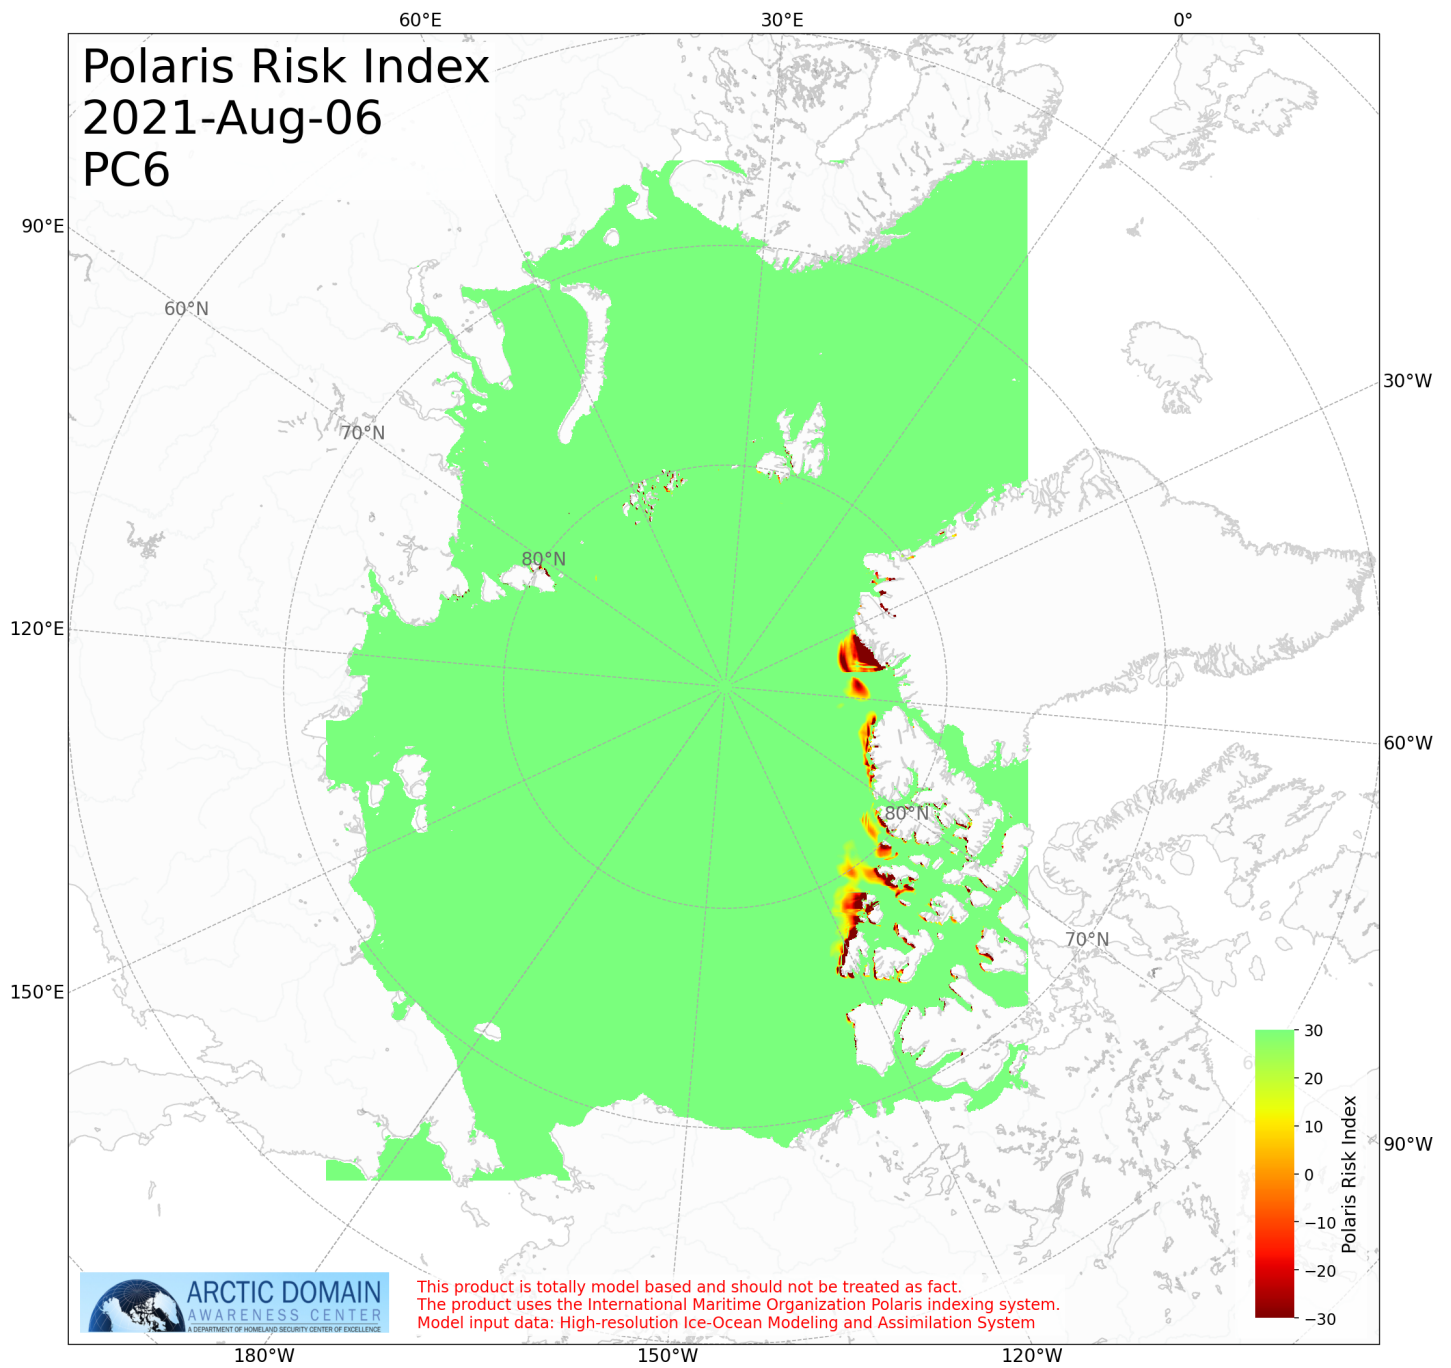 60°E 30°E 0°
Polaris Risk Index
2021-Aug-06
PC6
90°E
60°N
30°W
70°N
80°N
120°E
60°W
80°N
70°N
150°E
30
20
10
0
−10
−20
−30
Polaris Risk Index
90°W
ARCTIC DOMAIN
AWARENESS CENTER
A DEPARTMENT OF HOMELAND SECURITY CENTER OF EXCELLENCE
This product is totally model based and should not be treated as fact.
The product uses the International Maritime Organization Polaris indexing system.
Model input data: High-resolution Ice-Ocean Modeling and Assimilation System
180°W 150°W 120°W